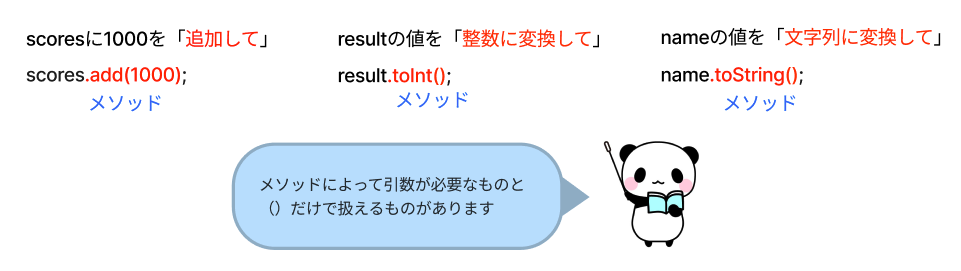 scoresに1000を「追加して」
scores.add(1000);
メソッド
resultの値を「整数に変換して」
result.toInt();
メソッド
nameの値を「文字列に変換して」
name.toString();
メソッド
メソッドによって引数が必要なものと
（）だけで扱えるものがあります